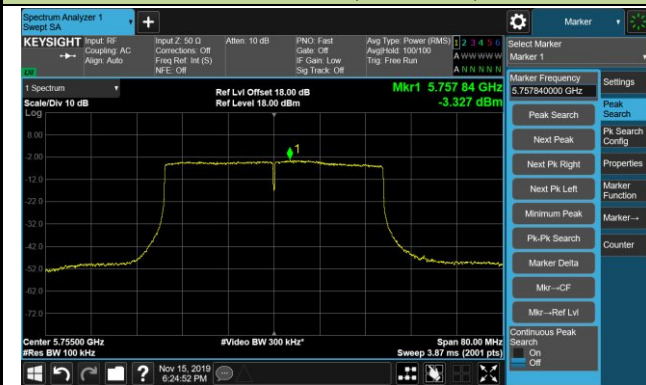 Spectrum Analyzer 1
Swept SA
KEYSIGHT
Input: RF
Coupling: AC
Align: Auto
Input Z: 50 Ω
Corrections: Off
Freq Ref: Int (S)
NFE: Off
Atten: 10 dB
PNO: Fast
Gate: Off
IF Gain: Low
Sig Track: Off
Avg Type: Power (RMS)
Avg|Hold: 100/100
Trig: Free Run
1 2 3 4 5 6
A W W W W W
A N N N N N
1 Spectrum
Scale/Div 10 dB
Log
Ref Lvl Offset 18.00 dB
Ref Level 18.00 dBm
Mkr1 5.757 84 GHz
-3.327 dBm
1
8.00
-2.00
-12.0
-22.0
-32.0
-42.0
-52.0
-62.0
-72.0
Center 5.75500 GHz
#Res BW 100 kHz
#Video BW 300 kHz*
Span 80.00 MHz
Sweep 3.87 ms (2001 pts)
Nov 15, 2019
6:24:52 PM
Marker
Select Marker
Marker 1
Marker Frequency
5.757840000 GHz
Peak Search
Next Peak
Next Pk Right
Next Pk Left
Minimum Peak
Pk-Pk Search
Marker Delta
Mkr→CF
Mkr→Ref Lvl
Continuous Peak
Search
On
Off
Settings
Peak
Search
Pk Search
Config
Properties
Marker
Function
Marker→
Counter